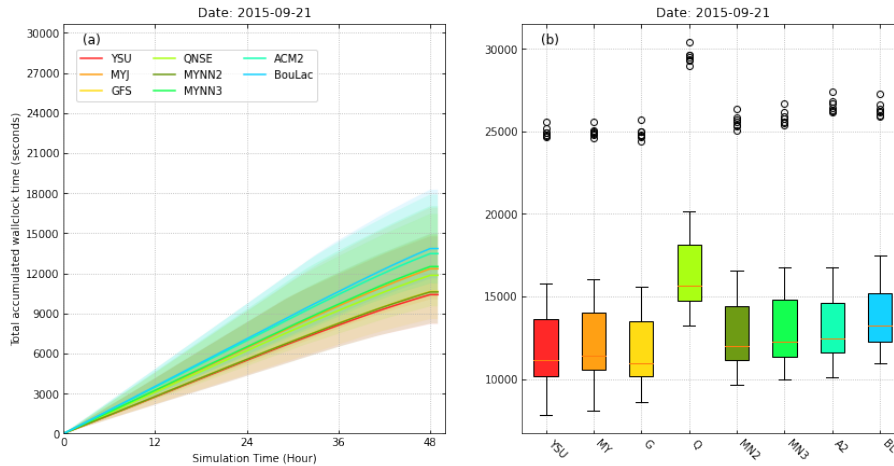 Date: 2015-09-21
(a)
YSU
MYJ
GFS
QNSE
MYNN2
MYNN3
ACM2
BouLac
Total accumulated wallclock time (seconds)
30000
27000
24000
21000
18000
15000
12000
9000
6000
3000
0
0 12 24 36 48
Simulation Time (Hour)
Date: 2015-09-21
(b)
30000
25000
20000
15000
10000
YSU MY G Q MN2 MN3 A2